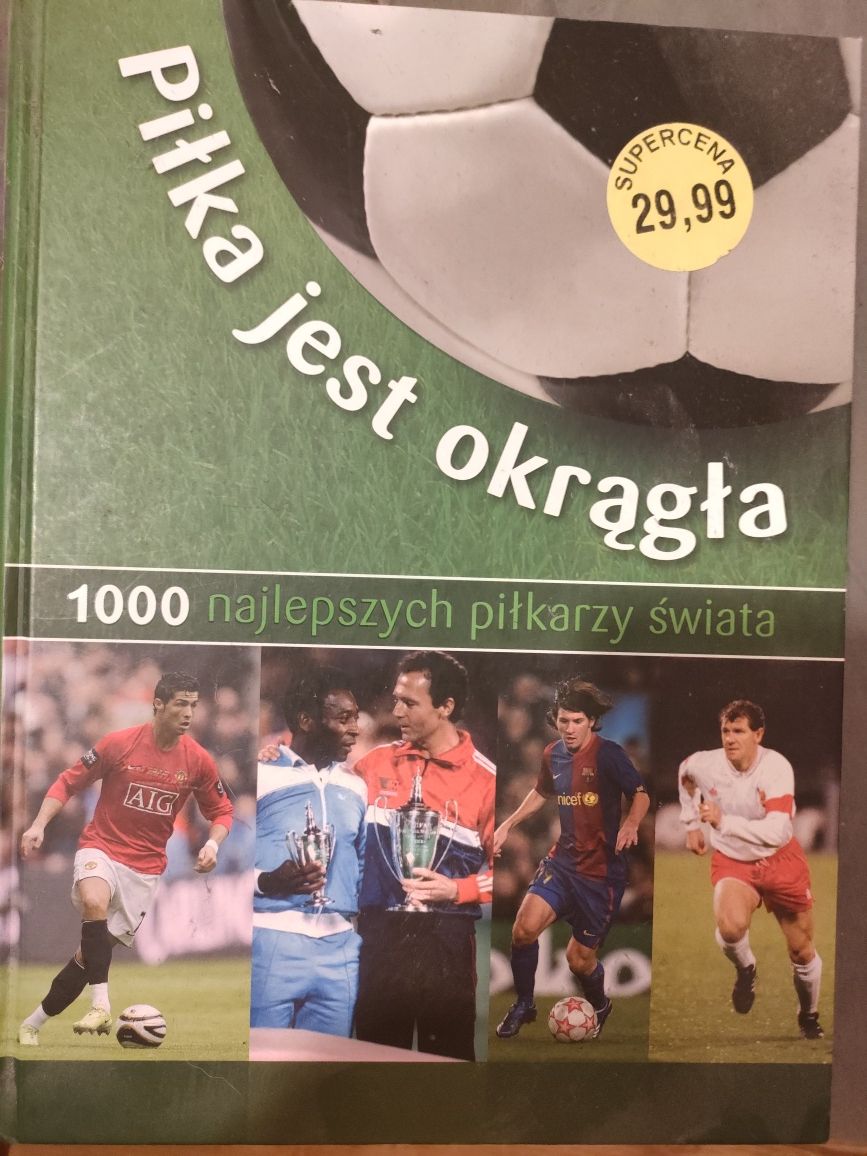 Piłka jest okrągła
SUPERCENA
29,99
1000 najlepszych piłkarzy świata
AIG
unicef